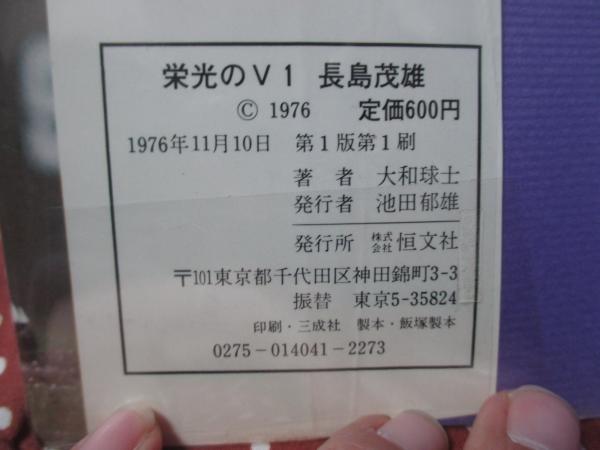 栄光のV1 長島茂雄
© 1976 定価600円
1976年11月10日 第1版第1刷
著者 大和球士
発行者 池田郁雄
発行所 株式会社 恒文社
〒101東京都千代田区神田錦町3-3
振替 東京5-35824
印刷・三成社 製本・飯塚製本
0275-014041-2273